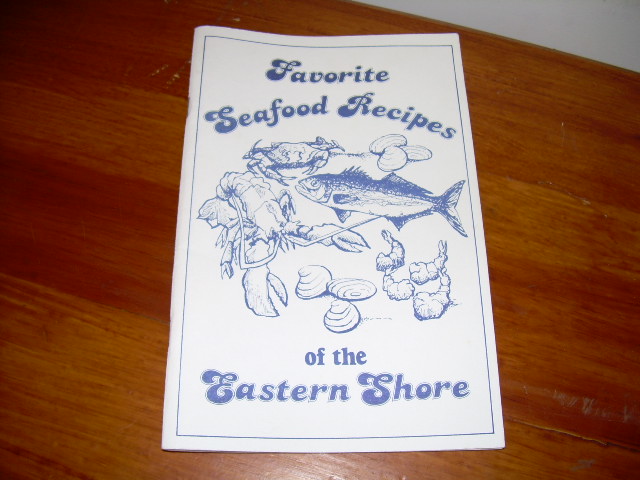 Favorite
Seafood Recipes
of the
Eastern Shore